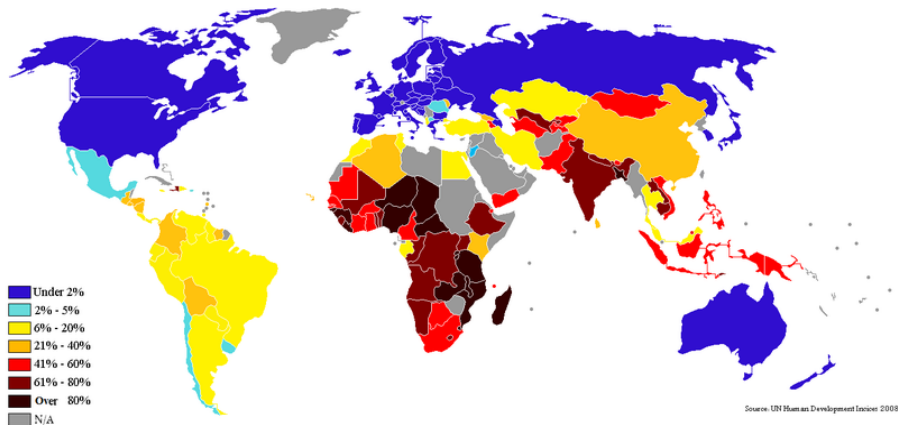 Under 2%
2% - 5%
6% - 20%
21% - 40%
41% - 60%
61% - 80%
Over 80%
N/A
Source: UN Human Development Indices 2008